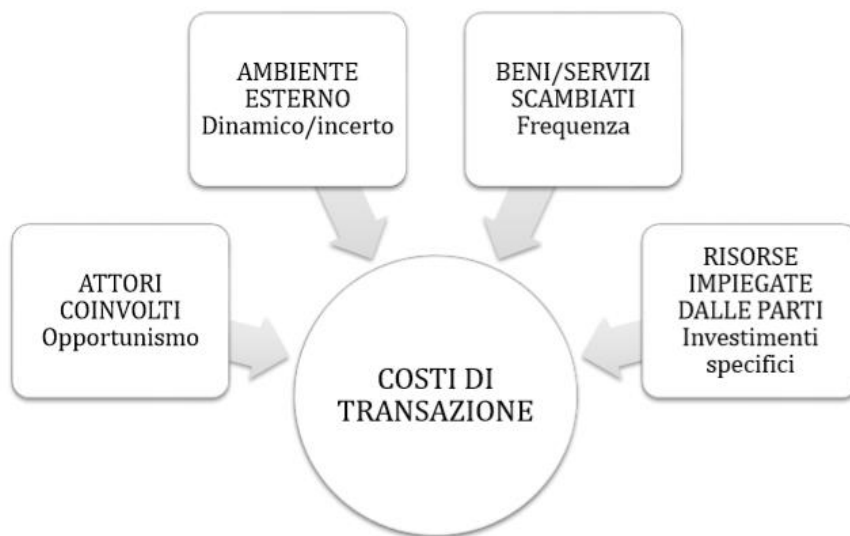 AMBIENTE
ESTERNO
Dinamico/incerto
BENI/SERVIZI
SCAMBIATI
Frequenza
ATTORI
COINVOLTI
Opportunismo
RISORSE
IMPIEGATE
DALLE PARTI
Investimenti
specifici
COSTI DI
TRANSAZIONE